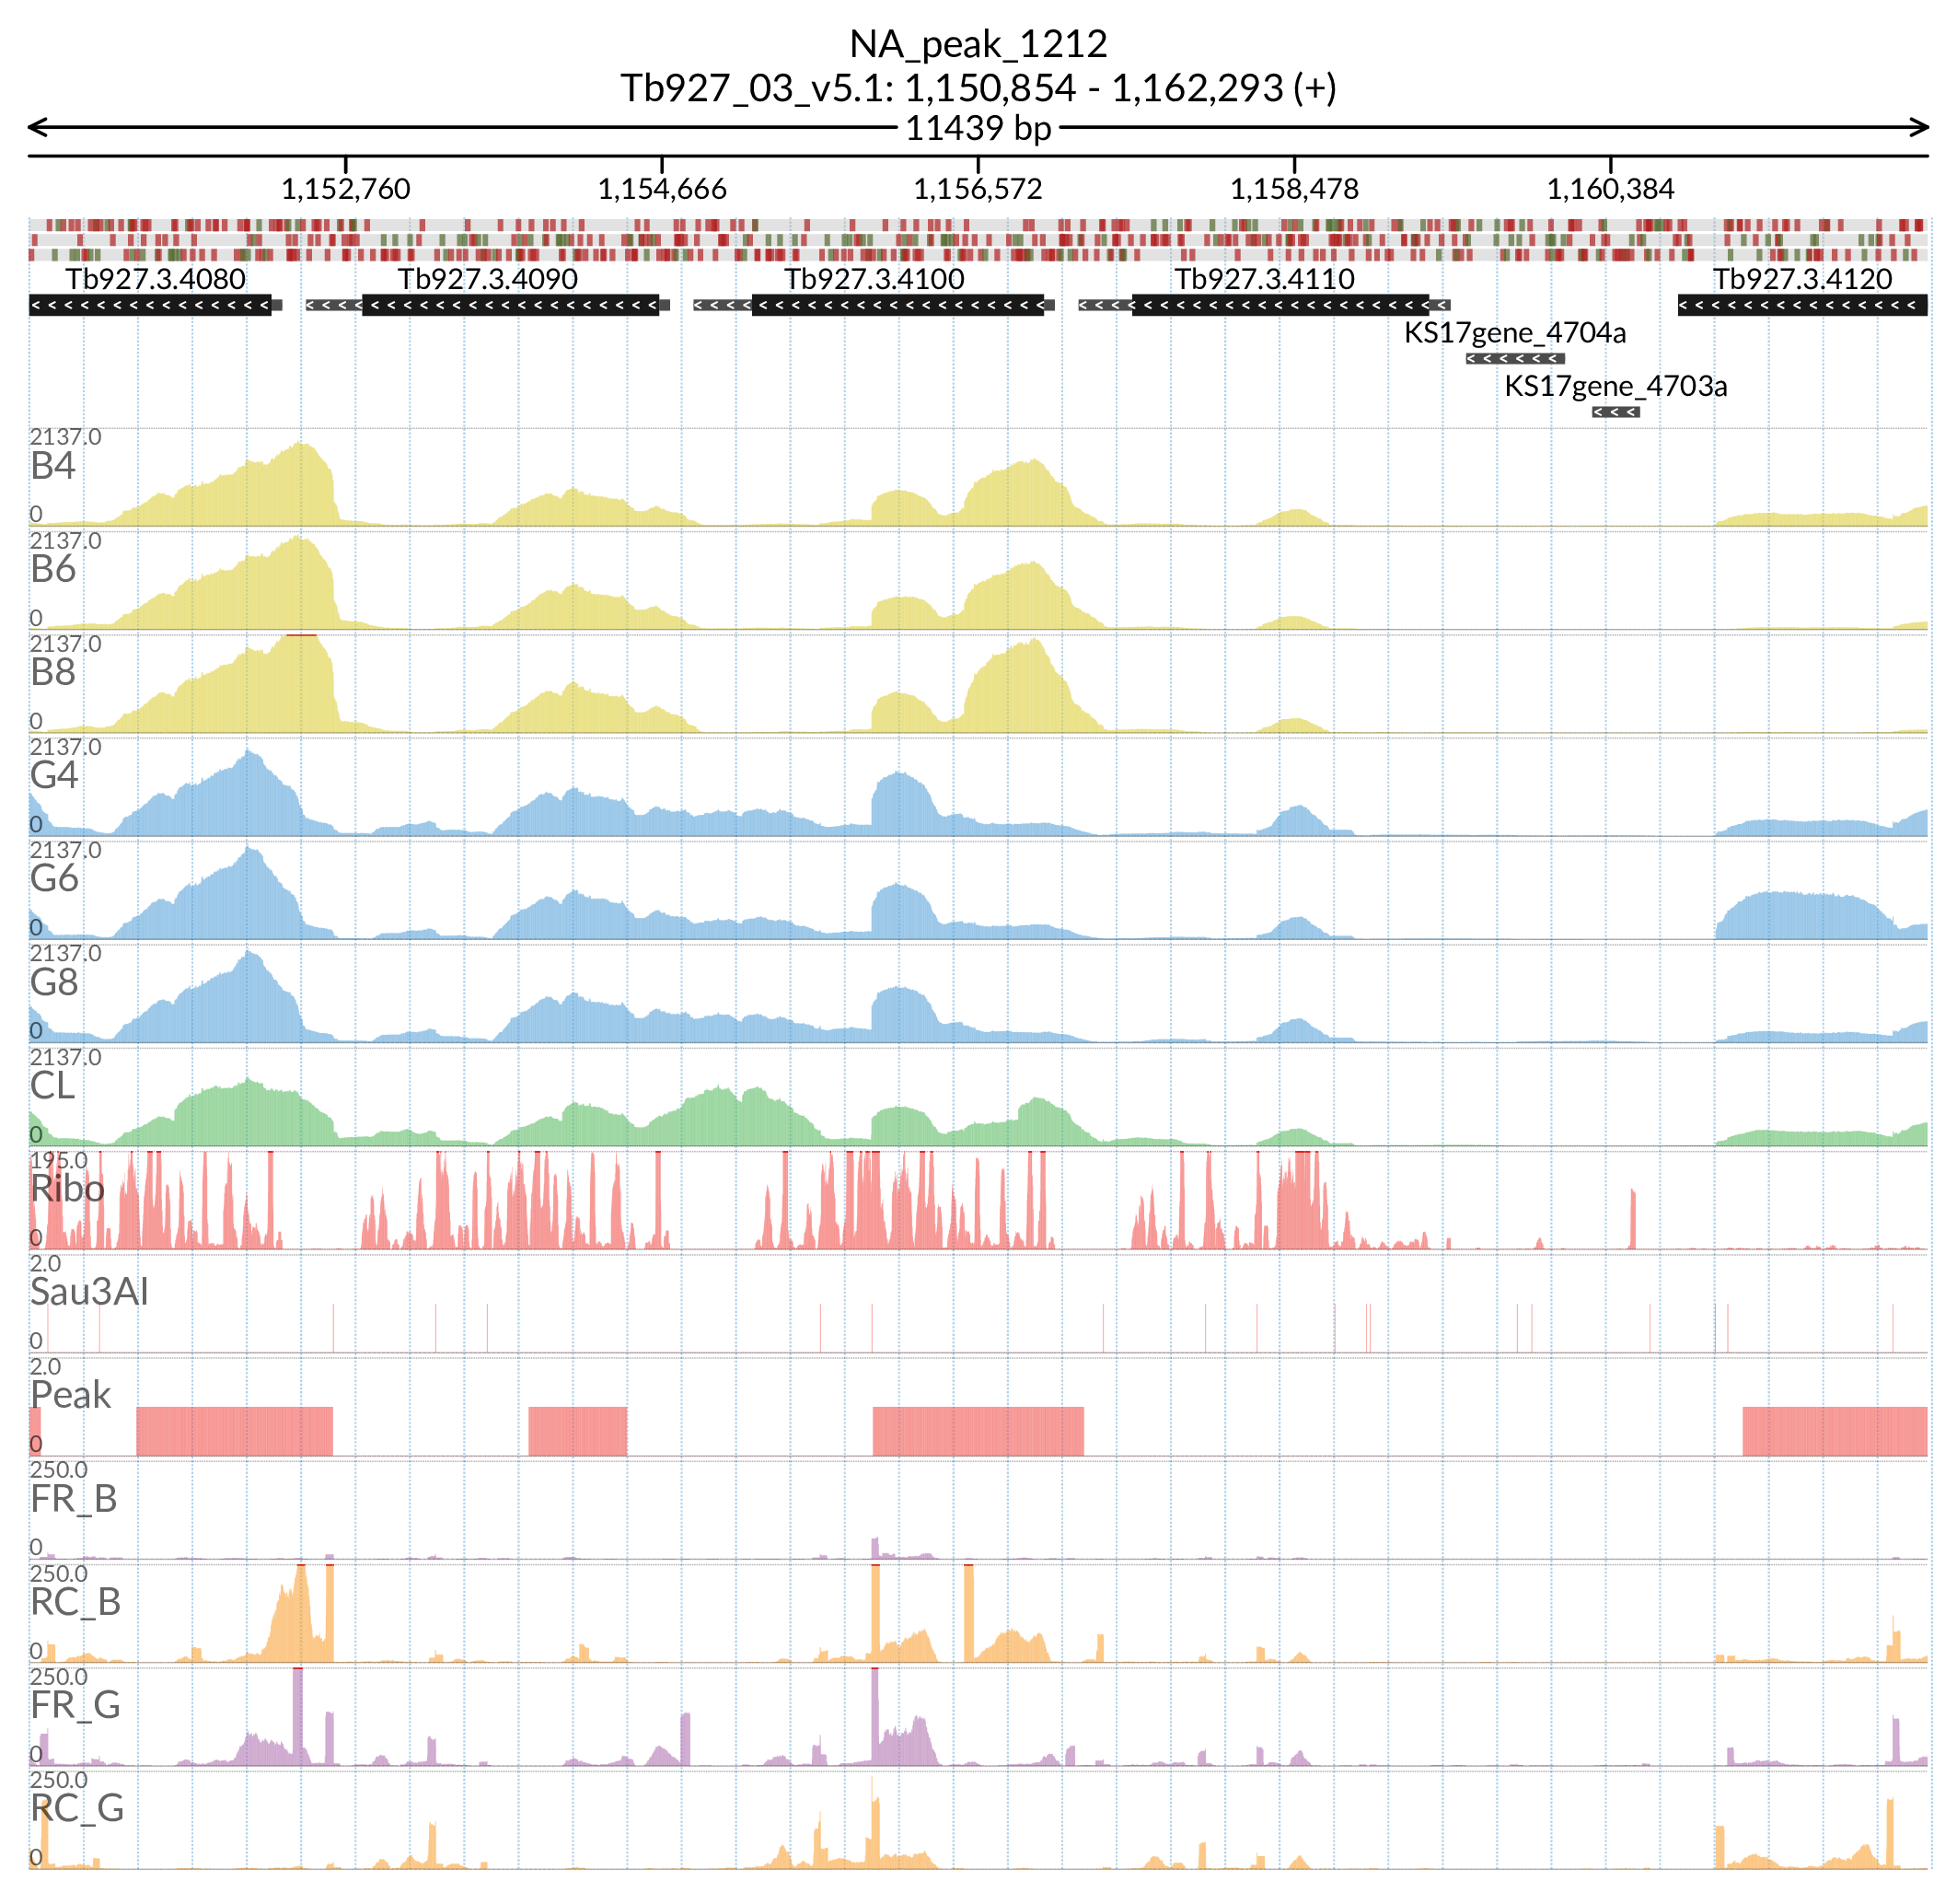 NA_peak_1212
Tb927_03_v5.1: 1,150,854 - 1,162,293 (+)
11439 bp
1,152,760 1,154,666 1,156,572 1,158,478 1,160,384
Tb927.3.4080 Tb927.3.4090 Tb927.3.4100 Tb927.3.4110 Tb927.3.4120
KS17gene_4704a
KS17gene_4703a
2137.0
B4
0
2137.0
B6
0
2137.0
B8
0
2137.0
G4
0
2137.0
G6
0
2137.0
G8
0
2137.0
CL
0
195.0
Ribo
0
2.0
Sau3AI
0
2.0
Peak
0
250.0
FR_B
0
250.0
RC_B
0
250.0
FR_G
0
250.0
RC_G
0